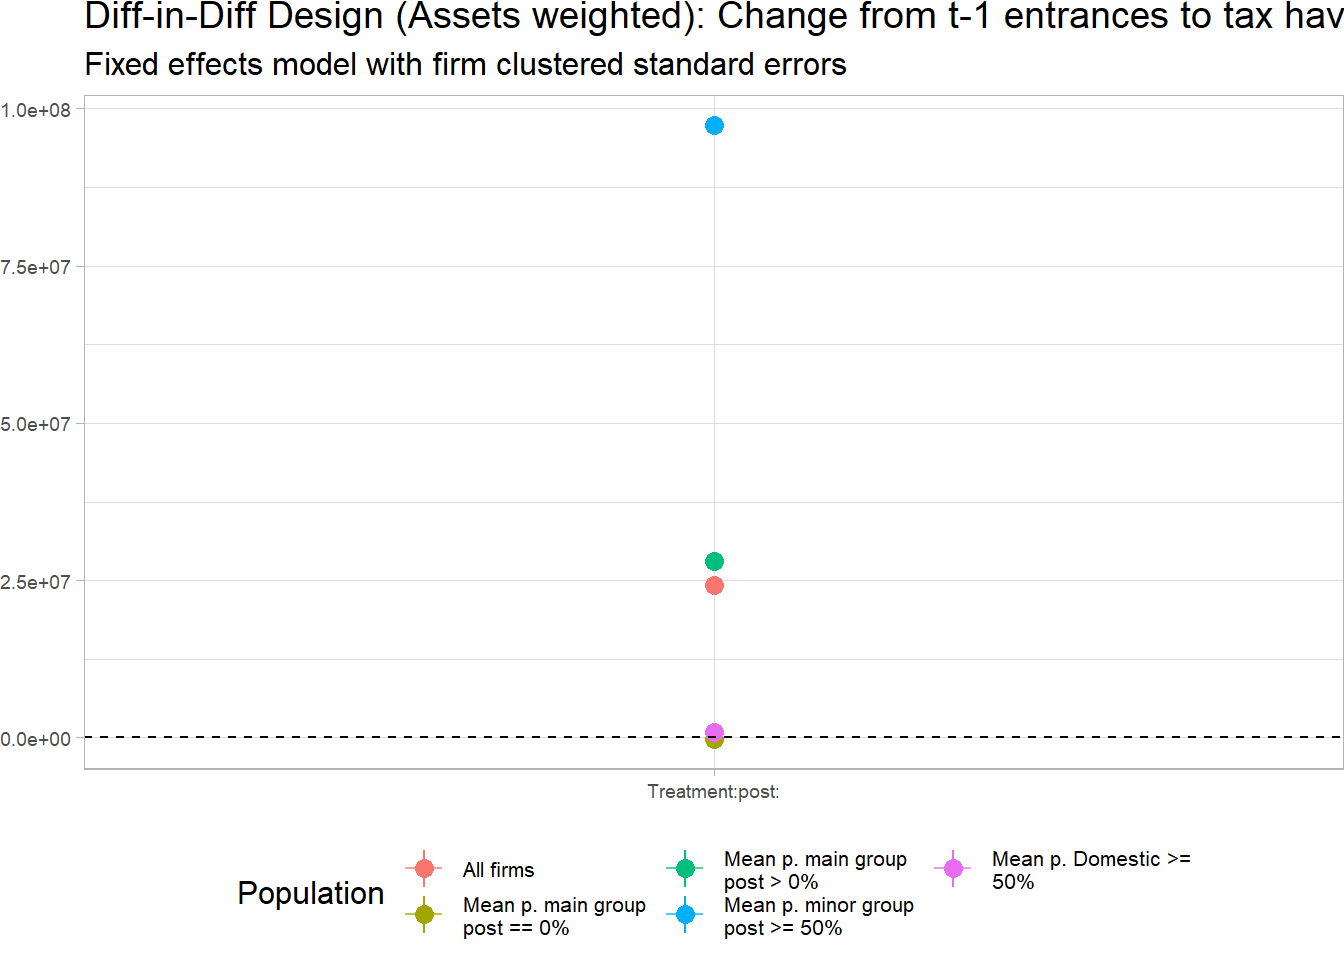 Diff-in-Diff Design (Assets weighted): Change from t-1 entrances to tax hav
Fixed effects model with firm clustered standard errors
1.0e+08
7.5e+07
5.0e+07
2.5e+07
0.0e+00
Treatment:post:
Population
All firms
Mean p. main group
post == 0%
Mean p. main group
post > 0%
Mean p. minor group
post >= 50%
Mean p. Domestic >=
50%